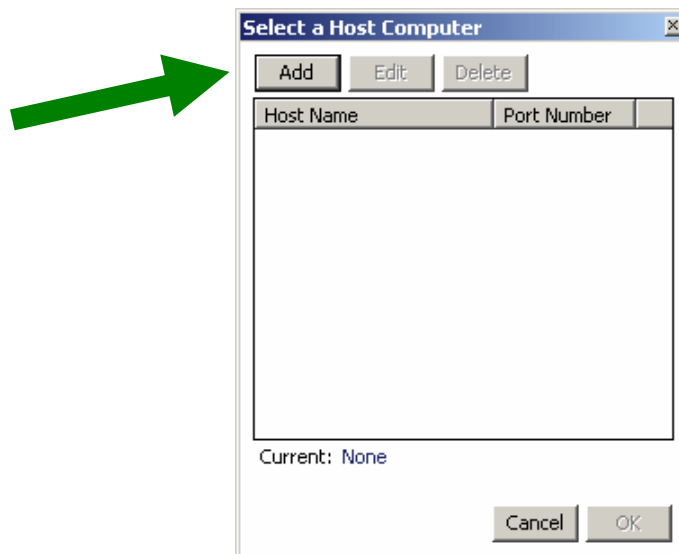 Select a Host Computer
Add Edit Delete
Host Name Port Number
Current: None
Cancel OK